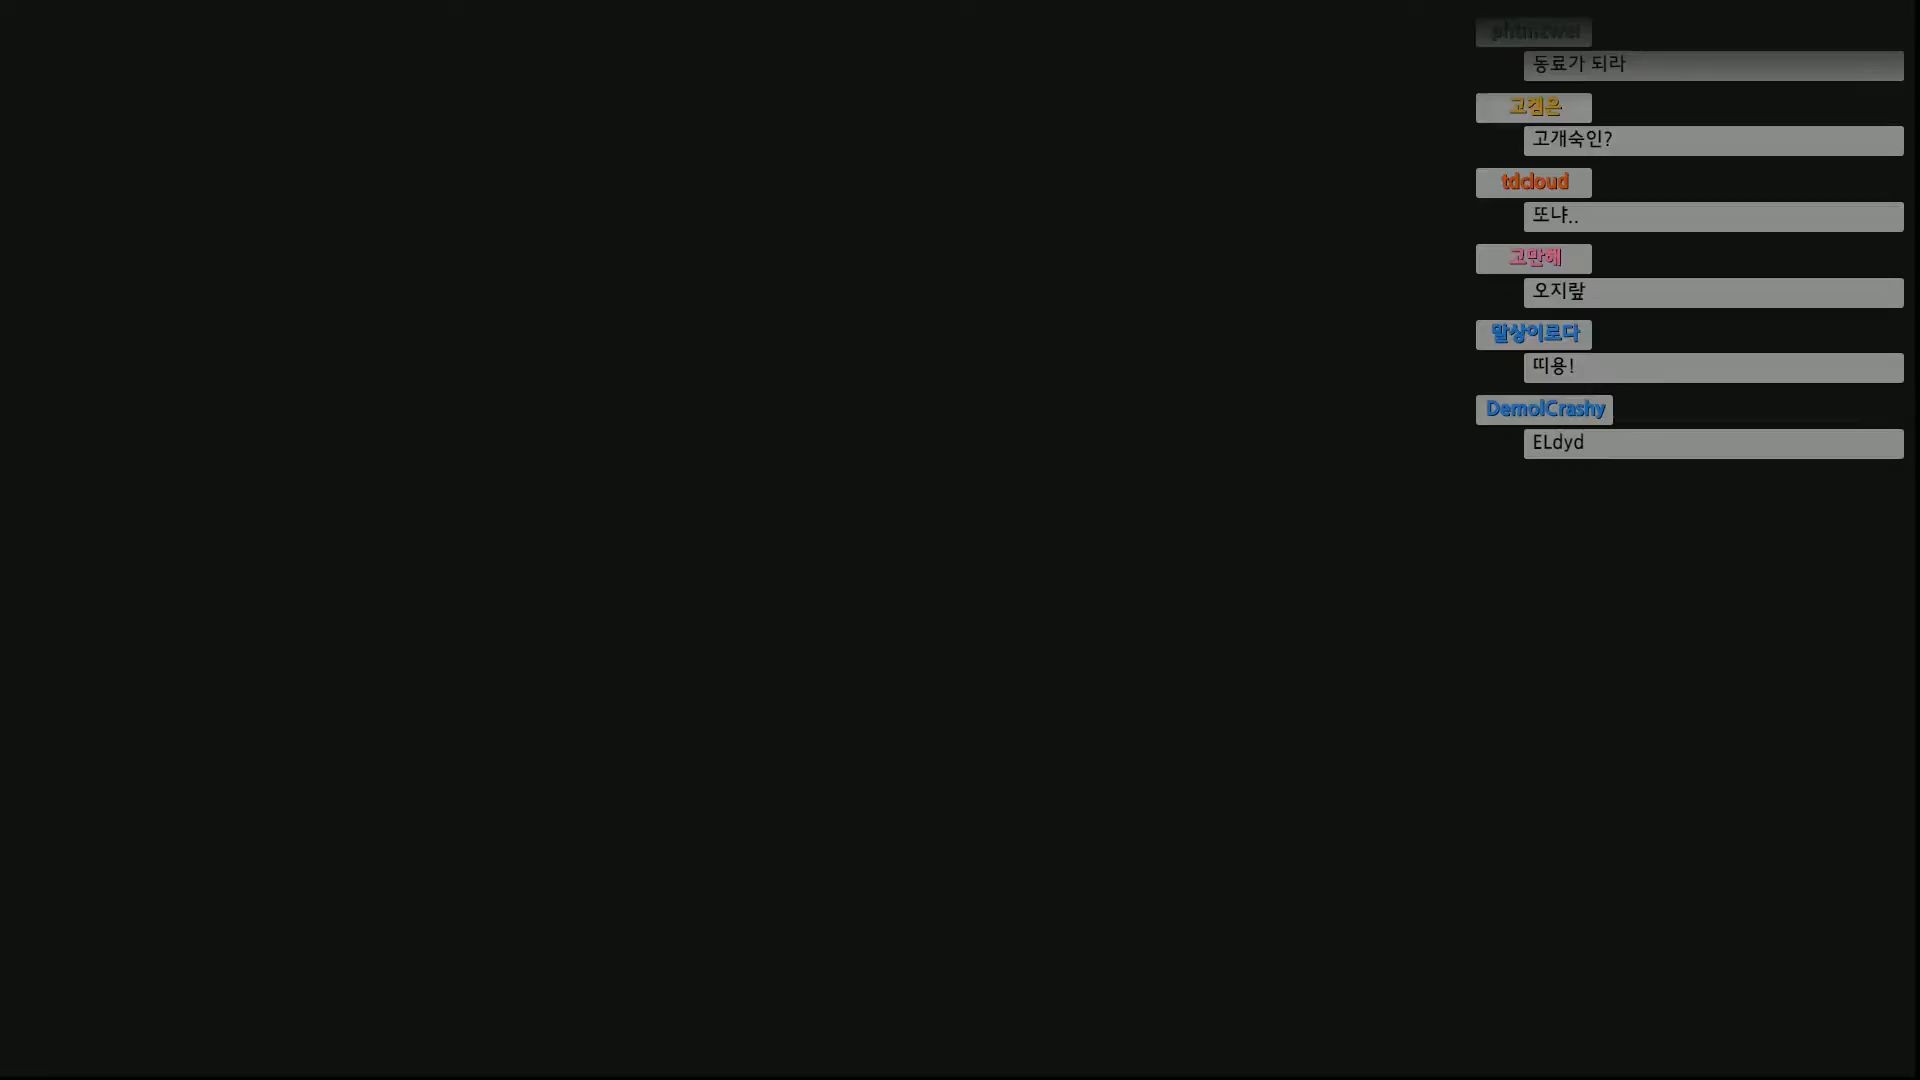 동료가 되라
고겜은
고개숙인?
tdcloud
또냐..
고만해
오지랖
말상이로다
띠용!
DemolCrashy
ELdyd